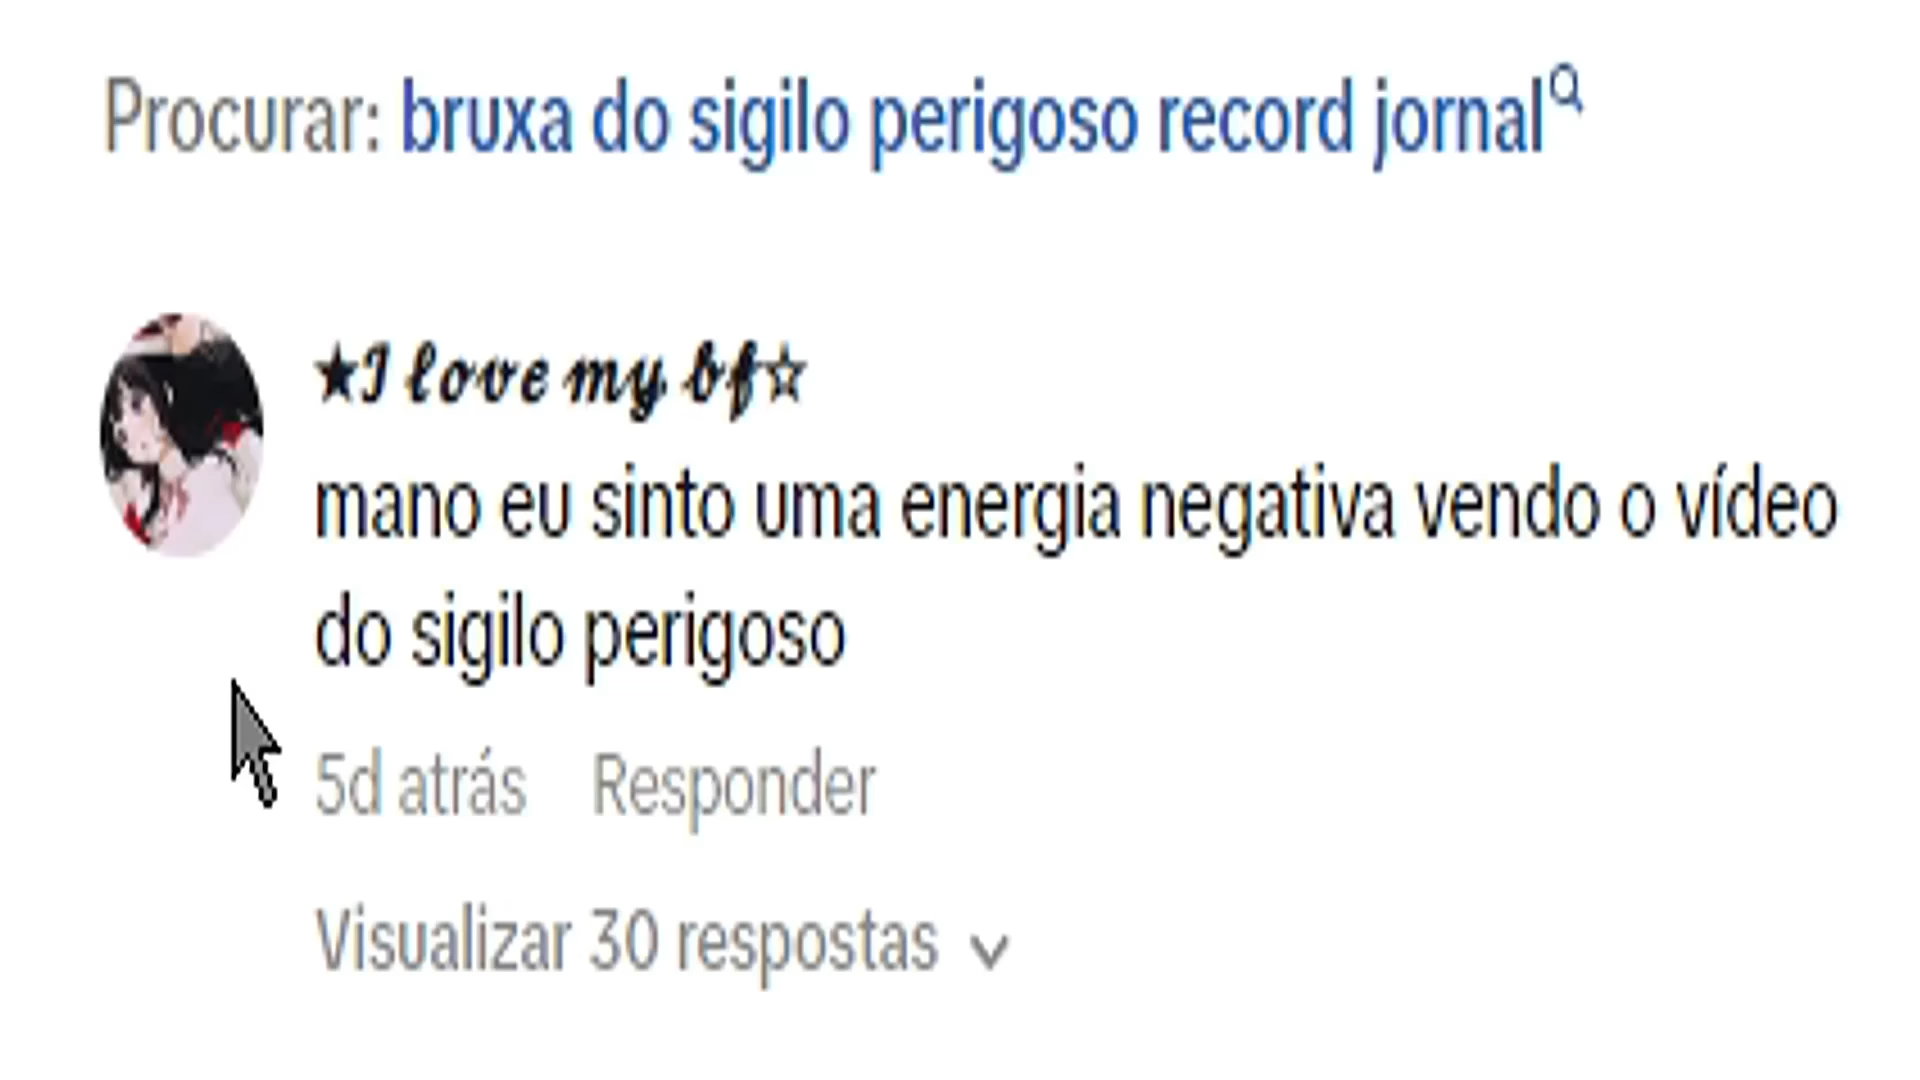 Procurar: bruxa do sigilo perigoso record jornal
★I love my bf☆
mano eu sinto uma energia negativa vendo o vídeo
do sigilo perigoso
5d atrás Responder
Visualizar 30 respostas